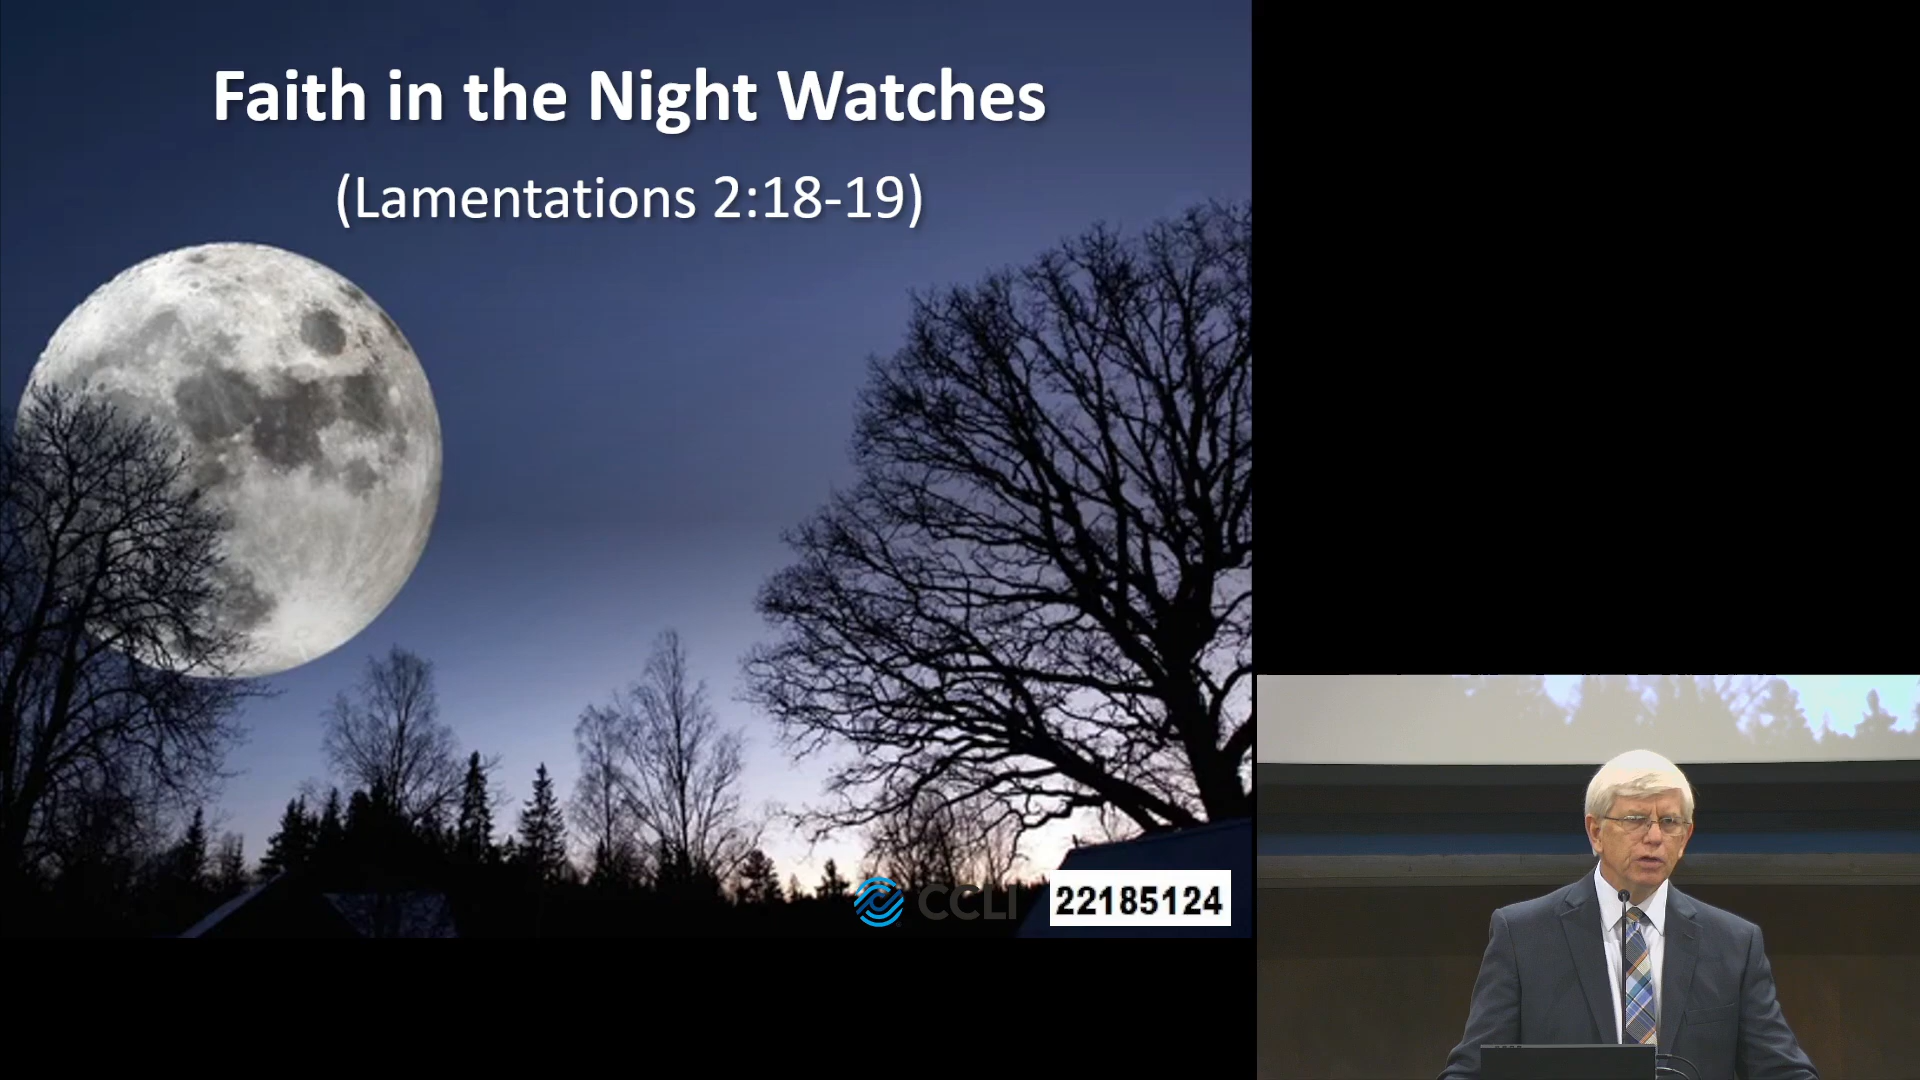 Faith in the Night Watches
(Lamentations 2:18-19)
CCLI 22185124